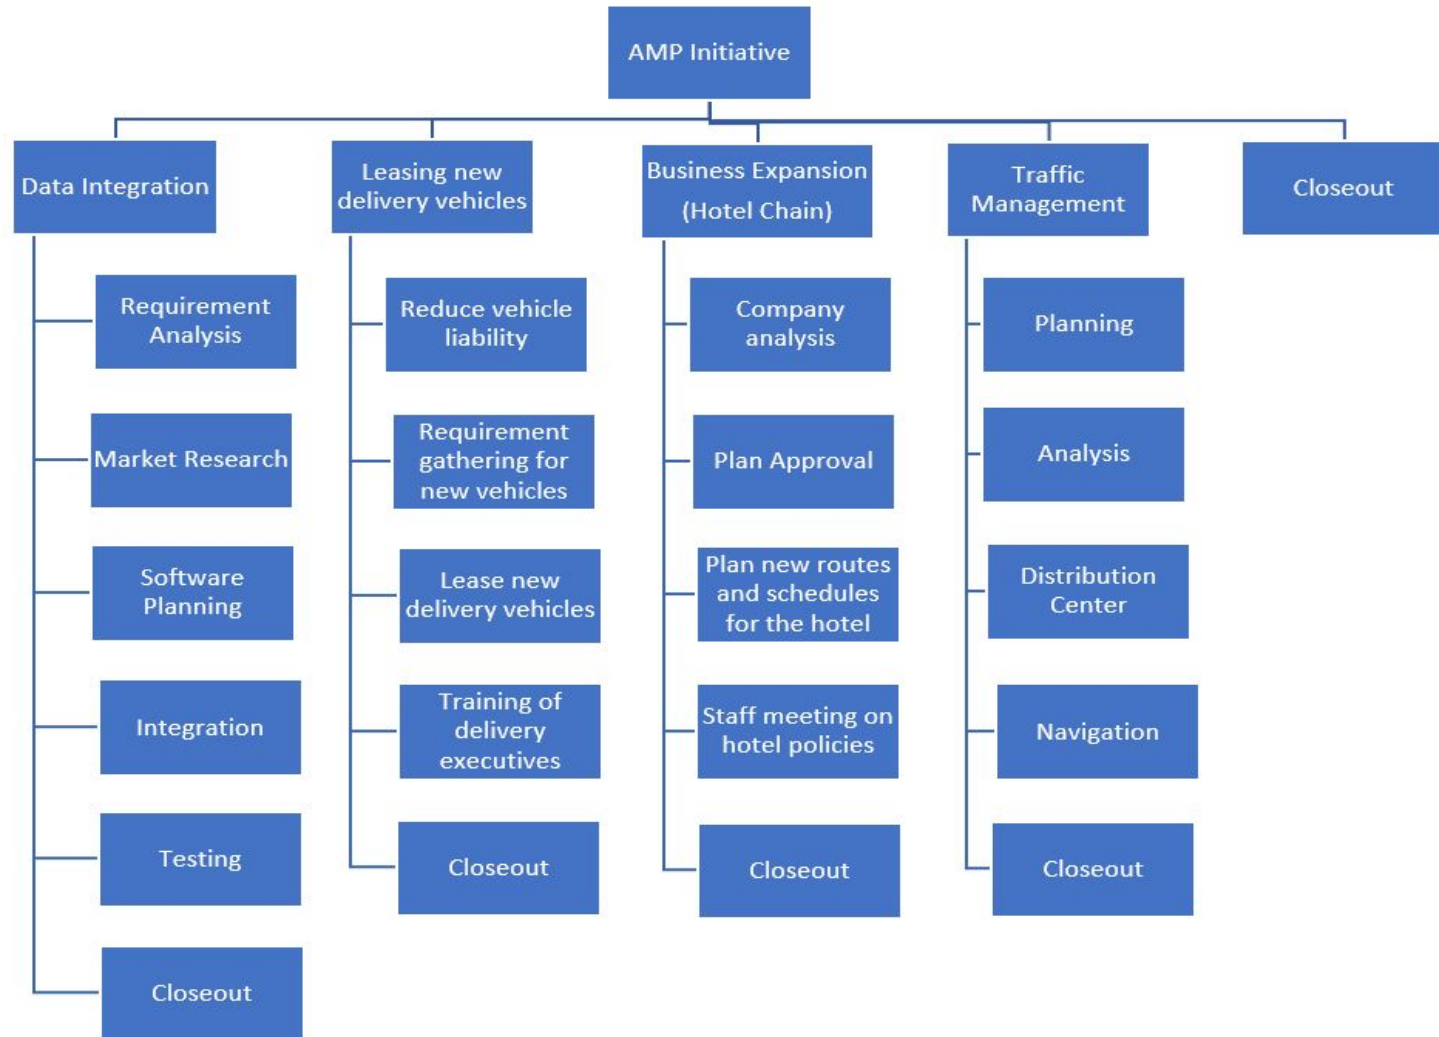 AMP Initiative
Data Integration
Leasing new
delivery vehicles
Business Expansion
(Hotel Chain)
Traffic
Management
Closeout
Requirement
Analysis
Market Research
Software
Planning
Integration
Testing
Closeout
Reduce vehicle
liability
Requirement
gathering for
new vehicles
Lease new
delivery vehicles
Training of
delivery
executives
Closeout
Company
analysis
Plan Approval
Plan new routes
and schedules
for the hotel
Staff meeting on
hotel policies
Closeout
Planning
Analysis
Distribution
Center
Navigation
Closeout